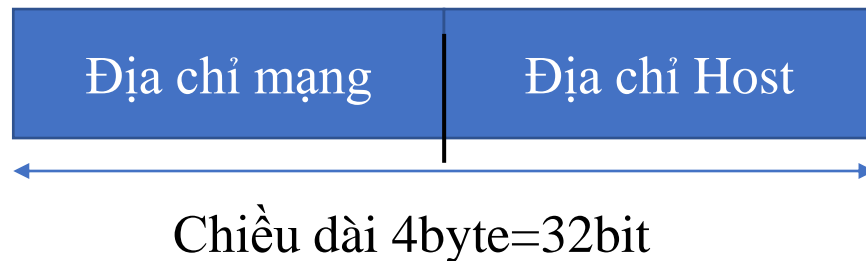 Địa chỉ mạng
Địa chỉ Host
Chiều dài 4byte=32bit